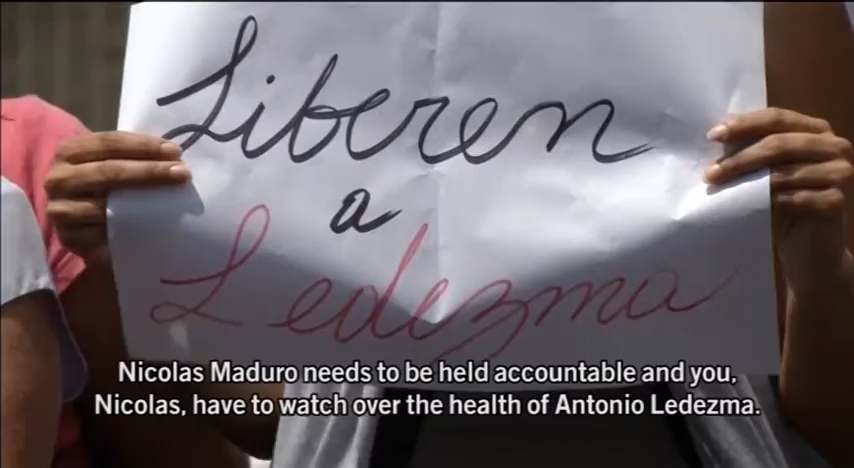 Liberen
a
Ledezma
Nicolas Maduro needs to be held accountable and you,
Nicolas, have to watch over the health of Antonio Ledezma.